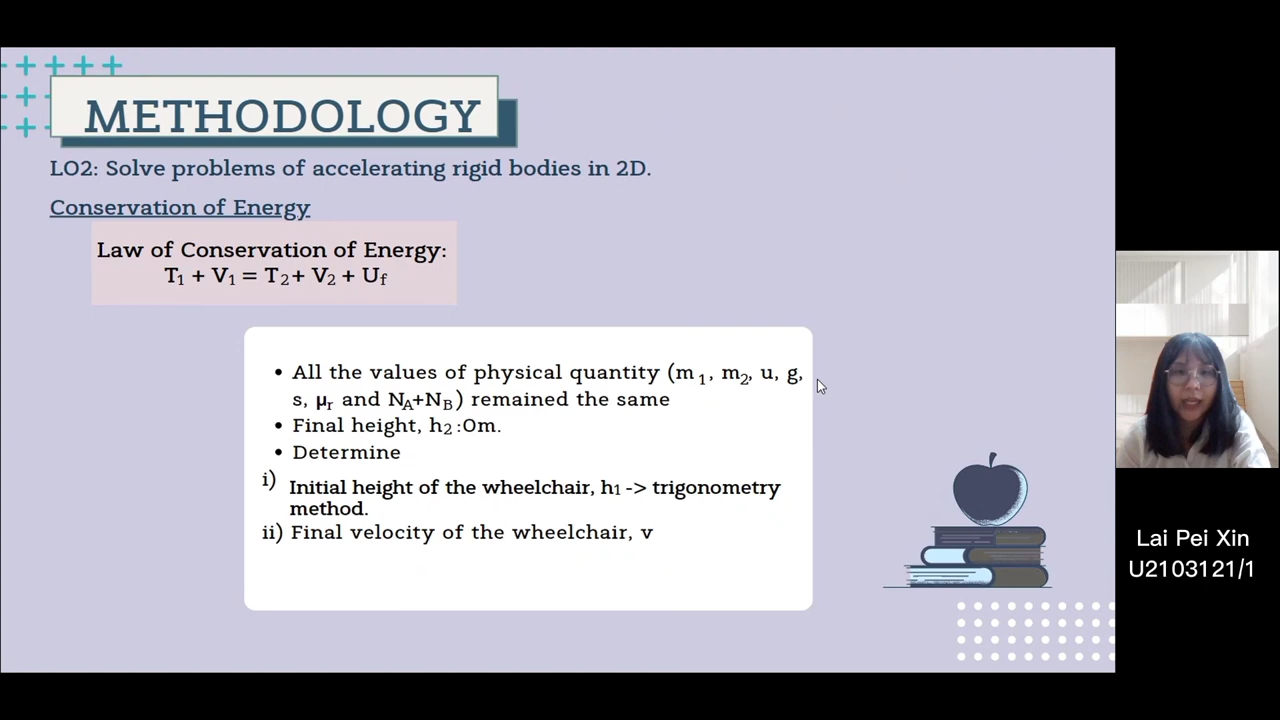 METHODOLOGY
LO2: Solve problems of accelerating rigid bodies in 2D.
Conservation of Energy
Law of Conservation of Energy:
T₁ + V₁ = T₂ + V₂ + U𝒇
• All the values of physical quantity (m₁, m₂, u, g,
s, μᵣ and N_A+N_B) remained the same
• Final height, h₂ :0m.
• Determine
i) Initial height of the wheelchair, h₁ -> trigonometry
method.
ii) Final velocity of the wheelchair, v
Lai Pei Xin
U2103121/1